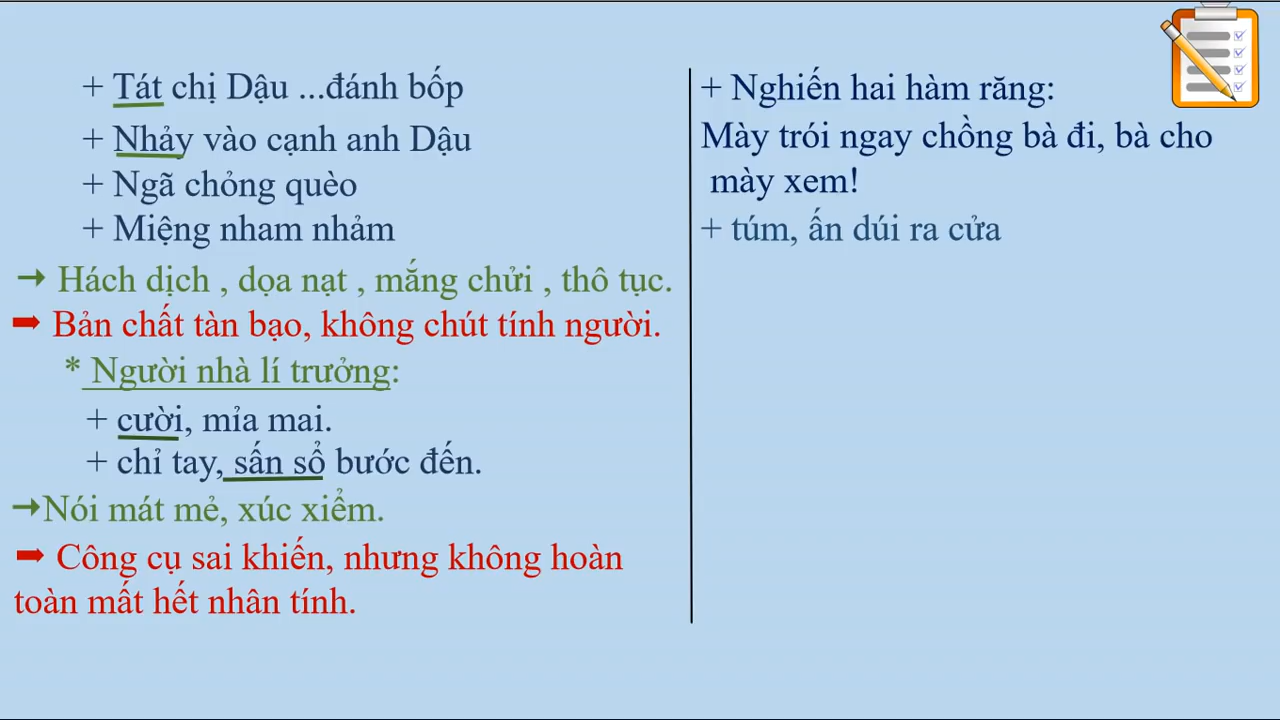 + Tát chị Dậu ...đánh bốp
+ Nhảy vào cạnh anh Dậu
+ Ngã chỏng quèo
+ Miệng nham nhảm
→ Hách dịch , dọa nạt , mắng chửi , thô tục.
➡ Bản chất tàn bạo, không chút tính người.
* Người nhà lí trưởng:
+ cười, mỉa mai.
+ chỉ tay, sấn sổ bước đến.
→Nói mát mẻ, xúc xiểm.
➡ Công cụ sai khiến, nhưng không hoàn
toàn mất hết nhân tính.
+ Nghiến hai hàm răng:
Mày trói ngay chồng bà đi, bà cho
mày xem!
+ túm, ấn dúi ra cửa